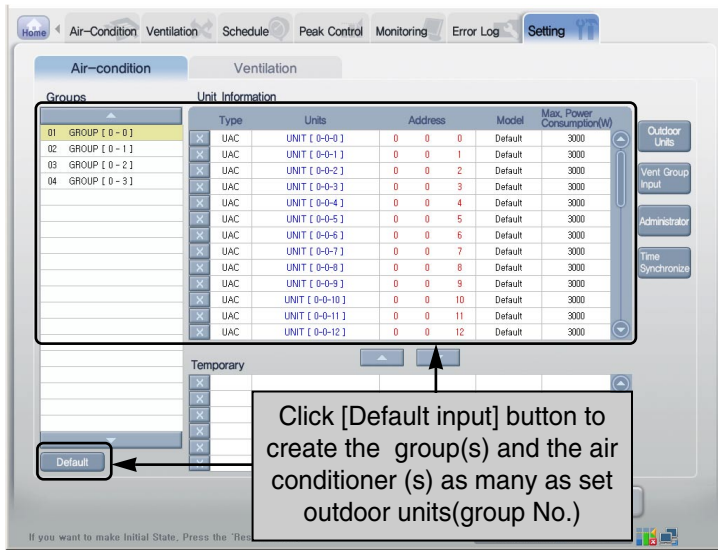 Home Air-Condition Ventilation Schedule Peak Control Monitoring Error Log Setting
Air-condition Ventilation
Groups Unit Information
Type Units Address Model Max, Power Consumption(W)
01 GROUP [ 0 - 0 ]
02 GROUP [ 0 - 1 ]
03 GROUP [ 0 - 2 ]
04 GROUP [ 0 - 3 ]
X UAC UNIT [ 0-0-0 ] 0 0 0 Default 3000
X UAC UNIT [ 0-0-1 ] 0 0 1 Default 3000
X UAC UNIT [ 0-0-2 ] 0 0 2 Default 3000
X UAC UNIT [ 0-0-3 ] 0 0 3 Default 3000
X UAC UNIT [ 0-0-4 ] 0 0 4 Default 3000
X UAC UNIT [ 0-0-5 ] 0 0 5 Default 3000
X UAC UNIT [ 0-0-6 ] 0 0 6 Default 3000
X UAC UNIT [ 0-0-7 ] 0 0 7 Default 3000
X UAC UNIT [ 0-0-8 ] 0 0 8 Default 3000
X UAC UNIT [ 0-0-9 ] 0 0 9 Default 3000
X UAC UNIT [ 0-0-10 ] 0 0 10 Default 3000
X UAC UNIT [ 0-0-11 ] 0 0 11 Default 3000
X UAC UNIT [ 0-0-12 ] 0 0 12 Default 3000
Outdoor
Units
Vent Group
Input
Administrator
Time
Synchronize
Temporary
X
X
X
X
X
X
Default
Click [Default input] button to
create the group(s) and the air
conditioner (s) as many as set
outdoor units(group No.)
If you want to make Initial State, Press the 'Res